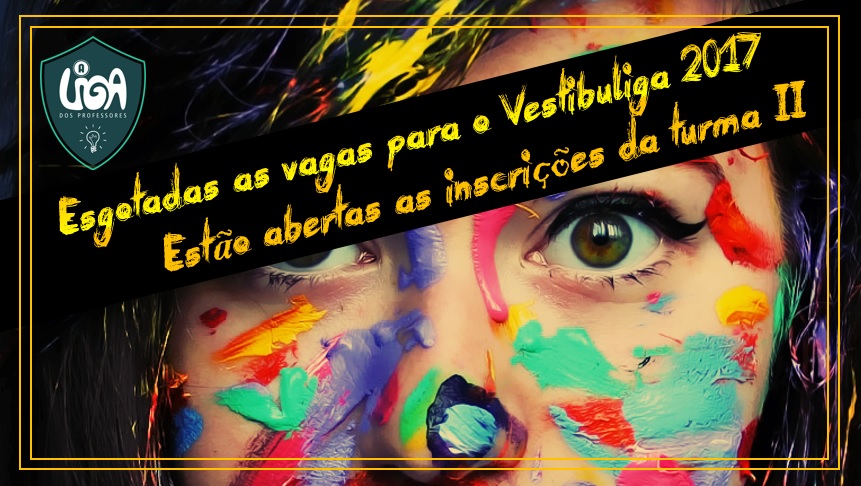 A
LIGA
DOS PROFESSORES
Esgotadas as vagas para o Vestibuliga 2017
Estão abertas as inscrições da turma II